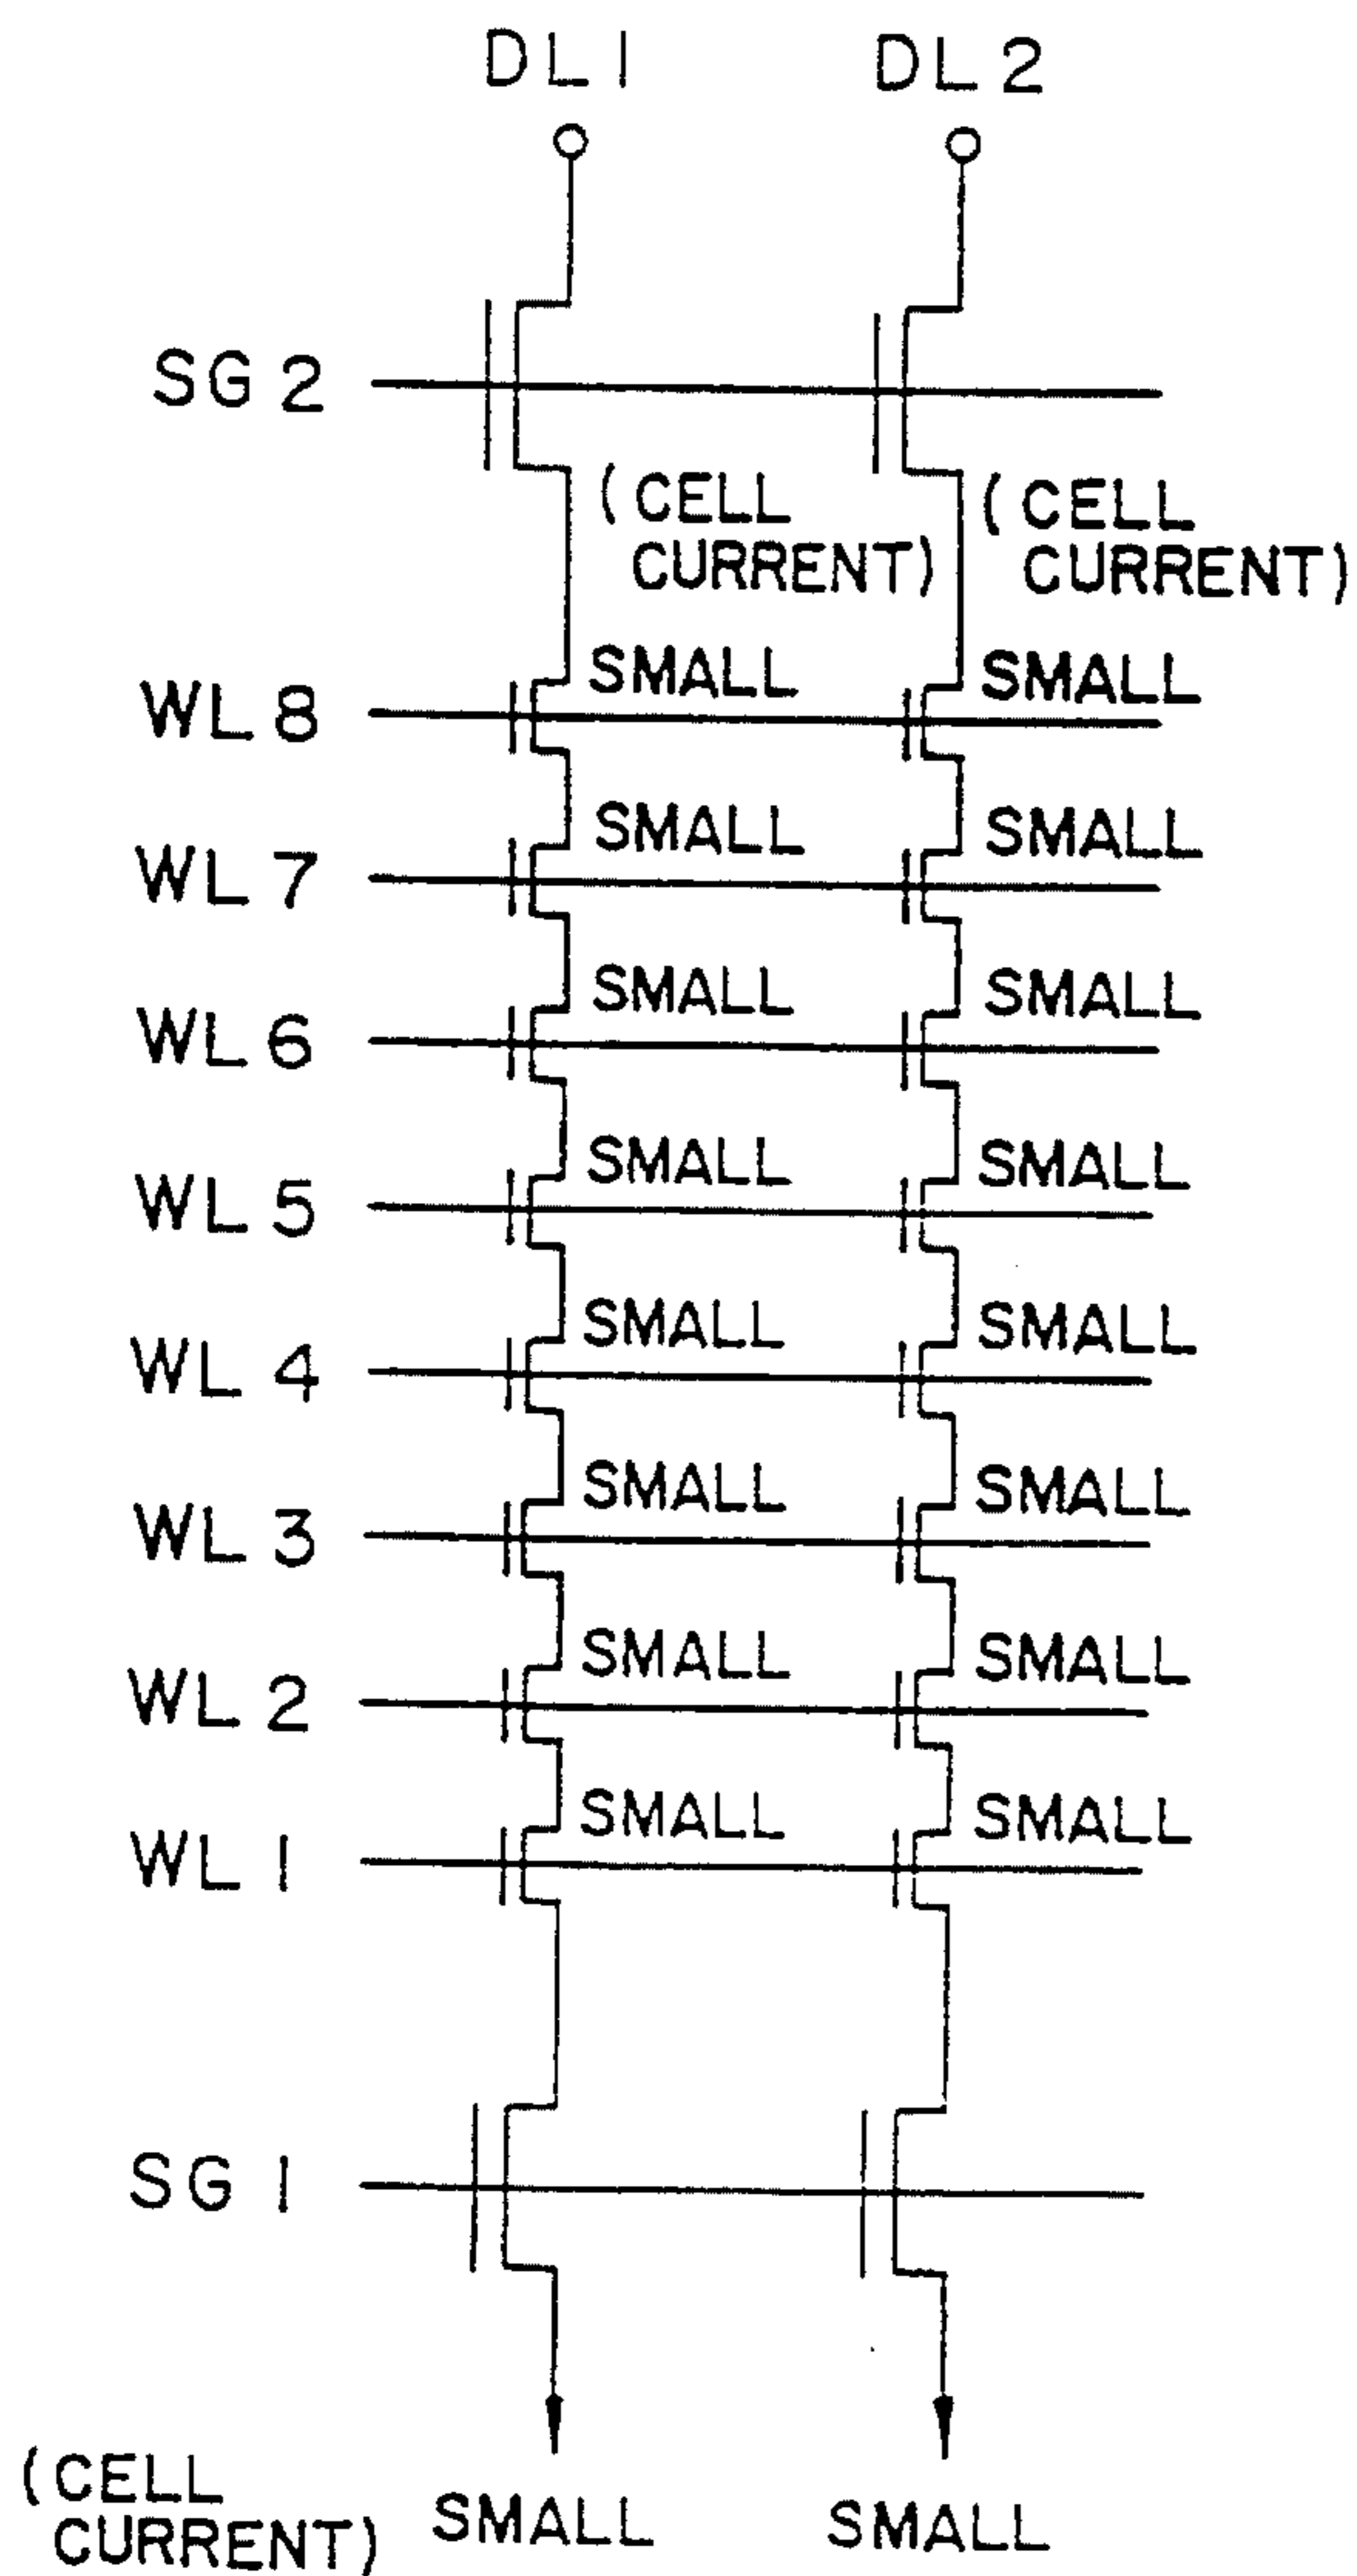 DL1 DL2
SG2
(CELL (CELL
CURRENT) CURRENT)
WL8 SMALL SMALL
WL7 SMALL SMALL
WL6 SMALL SMALL
WL5 SMALL SMALL
WL4 SMALL SMALL
WL3 SMALL SMALL
WL2 SMALL SMALL
WL1 SMALL SMALL
SG1
(CELL
CURRENT) SMALL SMALL